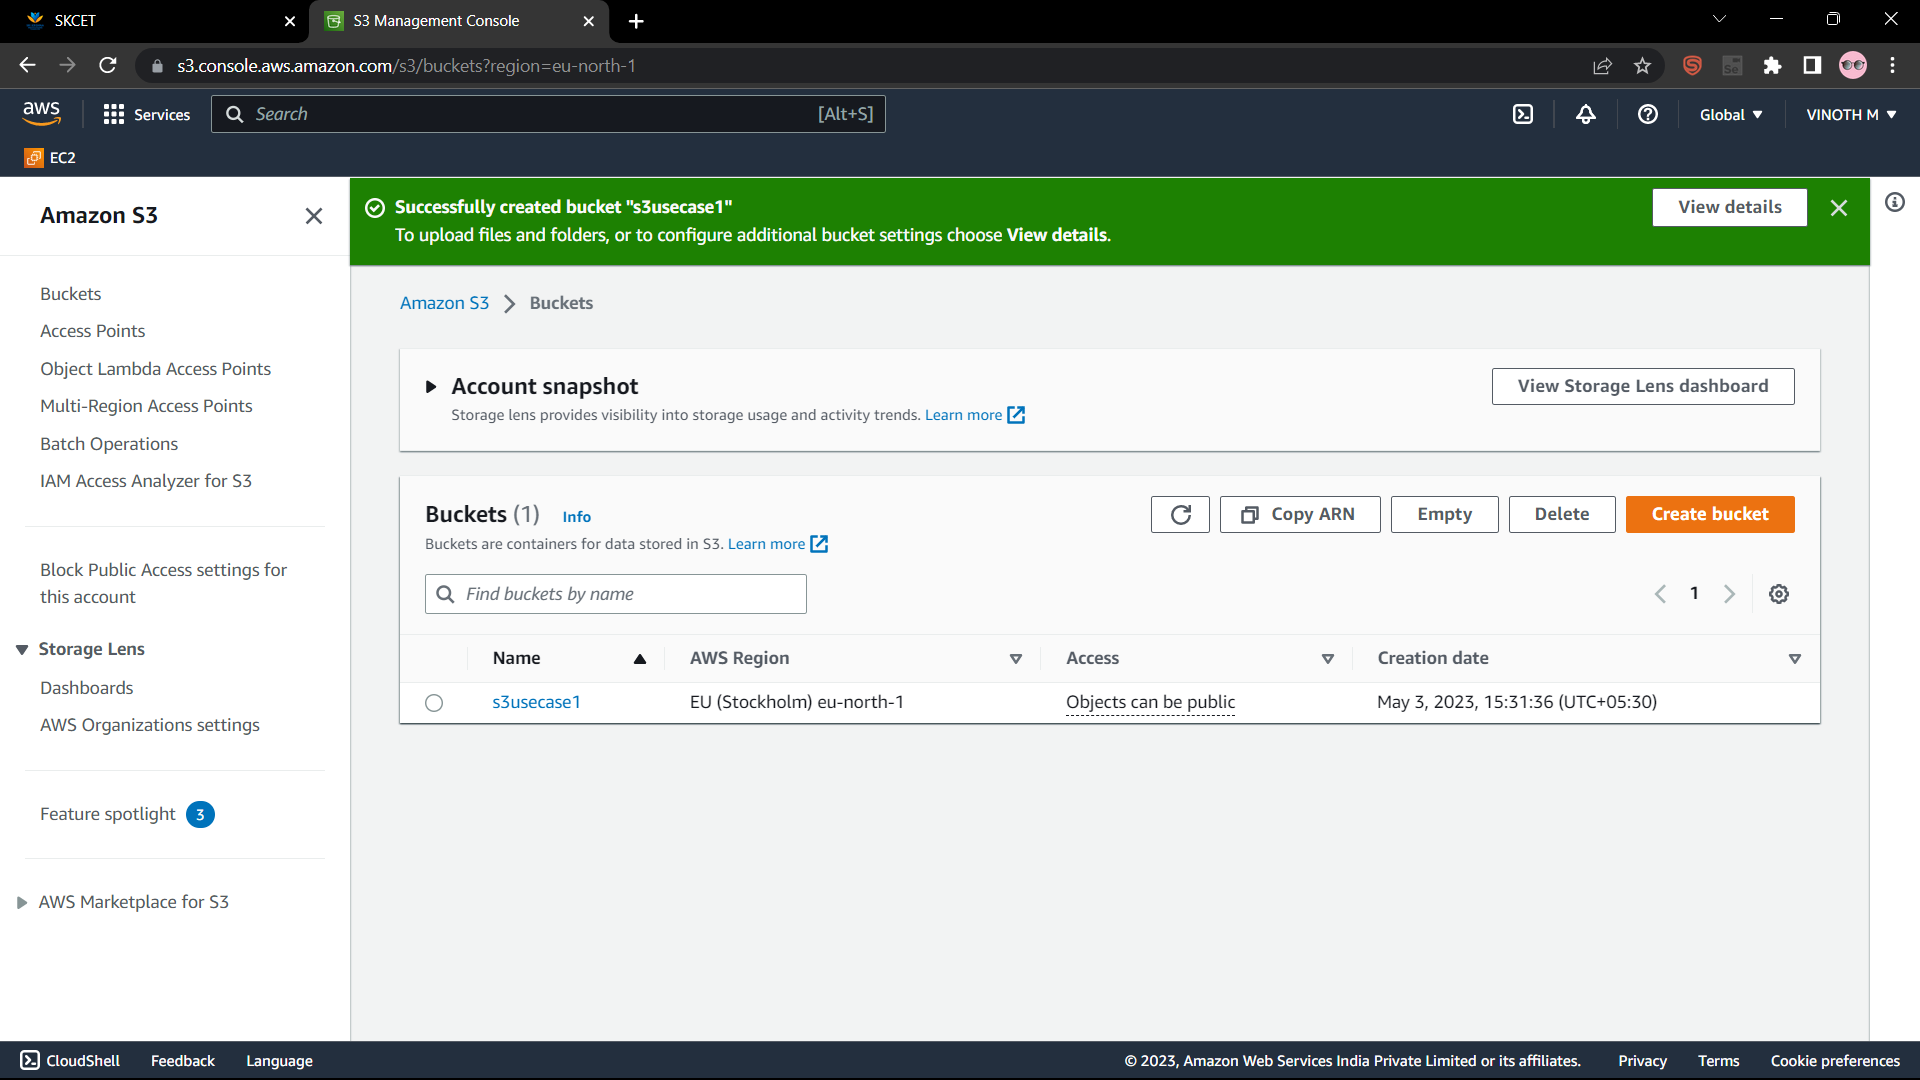 SKCET
S3 Management Console
s3.console.aws.amazon.com/s3/buckets?region=eu-north-1
aws
Services
Search
[Alt+S]
Global
VINOTH M
EC2
Amazon S3
Buckets
Access Points
Object Lambda Access Points
Multi-Region Access Points
Batch Operations
IAM Access Analyzer for S3
Block Public Access settings for
this account
Storage Lens
Dashboards
AWS Organizations settings
Feature spotlight 3
AWS Marketplace for S3
Successfully created bucket "s3usecase1"
To upload files and folders, or to configure additional bucket settings choose View details.
View details
Amazon S3 > Buckets
Account snapshot
Storage lens provides visibility into storage usage and activity trends. Learn more
View Storage Lens dashboard
Buckets (1) Info
Buckets are containers for data stored in S3. Learn more
Copy ARN
Empty
Delete
Create bucket
Find buckets by name
1
Name AWS Region Access Creation date
s3usecase1 EU (Stockholm) eu-north-1 Objects can be public May 3, 2023, 15:31:36 (UTC+05:30)
CloudShell Feedback Language
© 2023, Amazon Web Services India Private Limited or its affiliates. Privacy Terms Cookie preferences